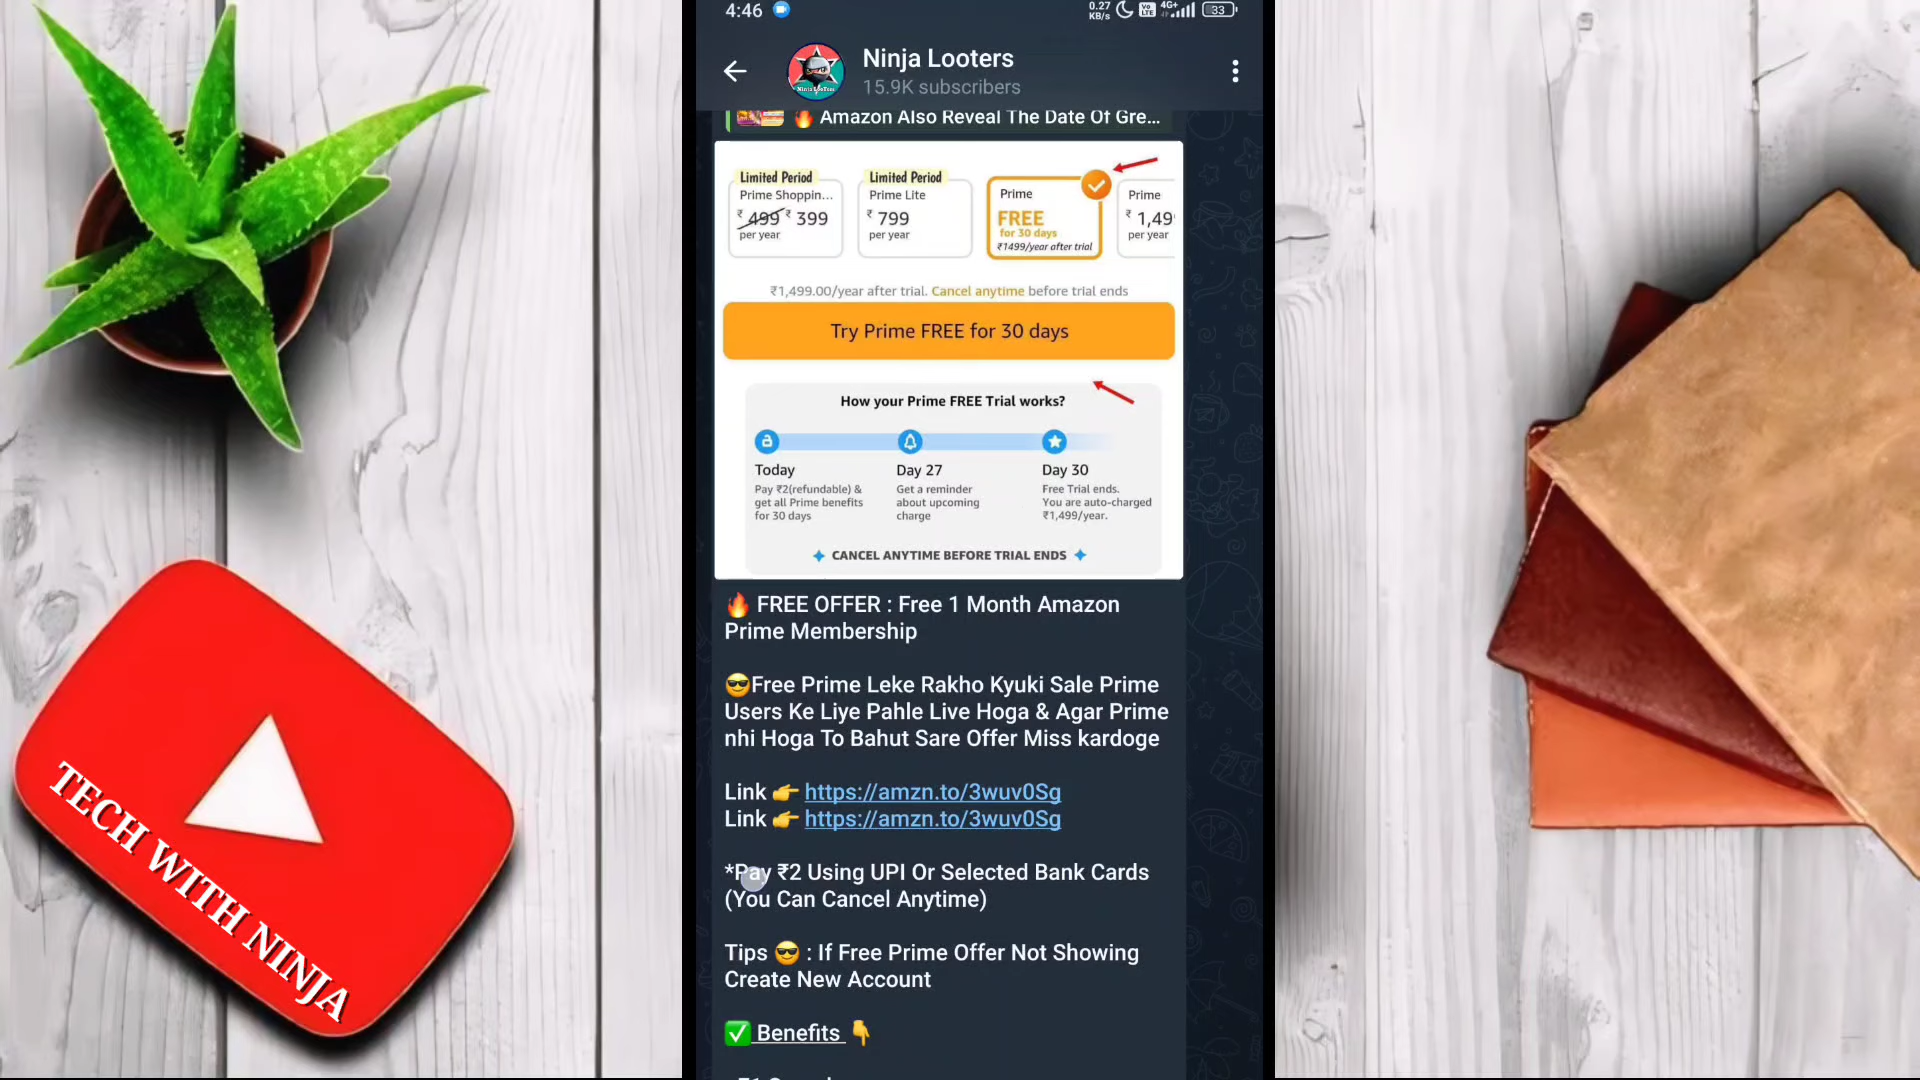 4:46
0.27
KB/s
Vo
LTE
4G+
33
Ninja Looters
15.9K subscribers
🔥 Amazon Also Reveal The Date Of Gre...
Limited Period
Prime Shoppin...
₹ 499 ₹ 399
per year
Limited Period
Prime Lite
₹ 799
per year
Prime
FREE
for 30 days
₹1499/year after trial
Prime
₹ 1,49
per year
₹1,499.00/year after trial. Cancel anytime before trial ends
Try Prime FREE for 30 days
How your Prime FREE Trial works?
Today
Pay ₹2(refundable) &
get all Prime benefits
for 30 days
Day 27
Get a reminder
about upcoming
charge
Day 30
Free Trial ends.
You are auto-charged
₹1,499/year.
CANCEL ANYTIME BEFORE TRIAL ENDS
🔥 FREE OFFER : Free 1 Month Amazon
Prime Membership
😎Free Prime Leke Rakho Kyuki Sale Prime
Users Ke Liye Pahle Live Hoga & Agar Prime
nhi Hoga To Bahut Sare Offer Miss kardoge
Link 👉 https://amzn.to/3wuv0Sg
Link 👉 https://amzn.to/3wuv0Sg
*Pay ₹2 Using UPI Or Selected Bank Cards
(You Can Cancel Anytime)
Tips 😎 : If Free Prime Offer Not Showing
Create New Account
✅ Benefits 👇
TECH WITH NINJA